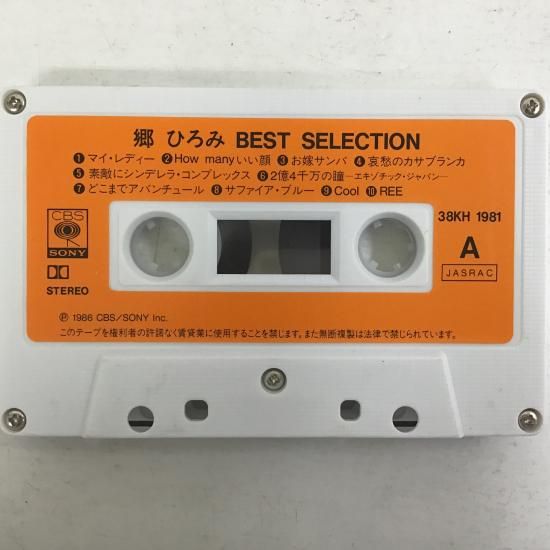 郷 ひろみ BEST SELECTION
❶マイ・レディー ❷How manyいい顔 ❸お嫁サンバ ❹哀愁のカサブランカ
❺素敵にシンデレラ・コンプレックス ❻2億4千万の瞳—エキゾチック・ジャパン—
❼どこまでアバンチュール ❽サファイア・ブルー ❾Cool ❿REE
CBS
SONY
STEREO
38KH 1981
A
JASRAC
℗ 1986 CBS/SONY Inc.
このテープを権利者の許諾なく賃貸業に使用することを禁じます。また無断複製は法律で禁じられています。